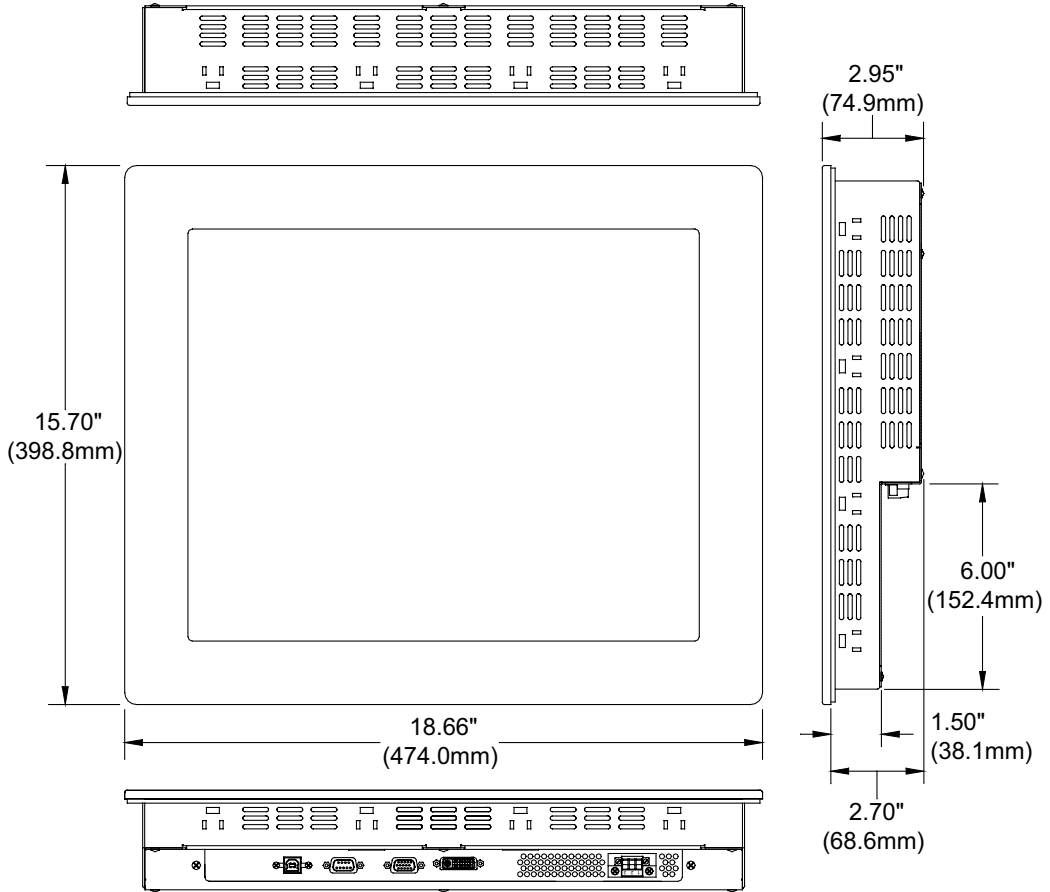 2.95"
(74.9mm)
15.70"
(398.8mm)
6.00"
(152.4mm)
18.66"
(474.0mm)
1.50"
(38.1mm)
2.70"
(68.6mm)